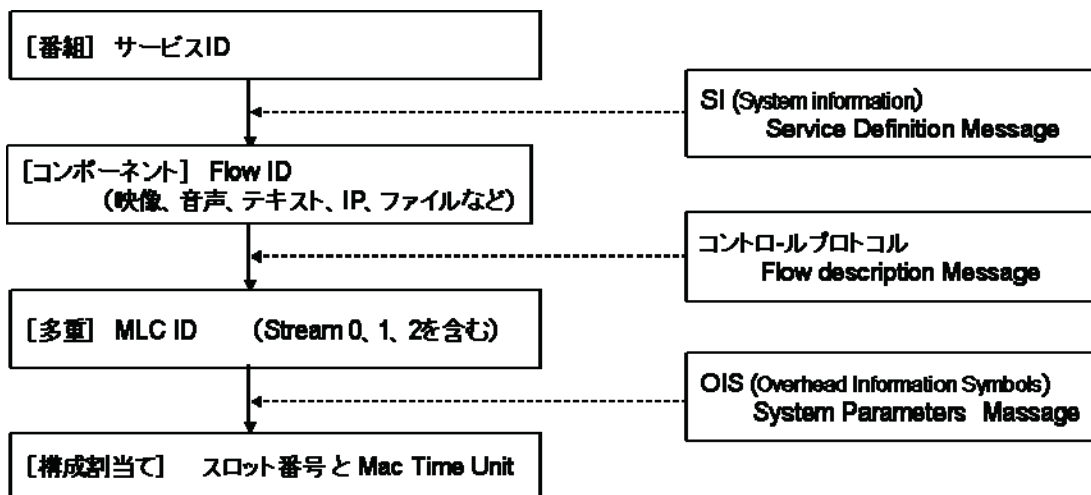 ［番組］ サービスID
SI (System information)
Service Definition Message
［コンポーネント］ Flow ID
（映像、音声、テキスト、IP、ファイルなど）
コントロールプロトコル
Flow description Message
［多重］ MLC ID （Stream 0、1、2を含む）
OIS (Overhead Information Symbols)
System Parameters Massage
［構成割当て］ スロット番号と Mac Time Unit